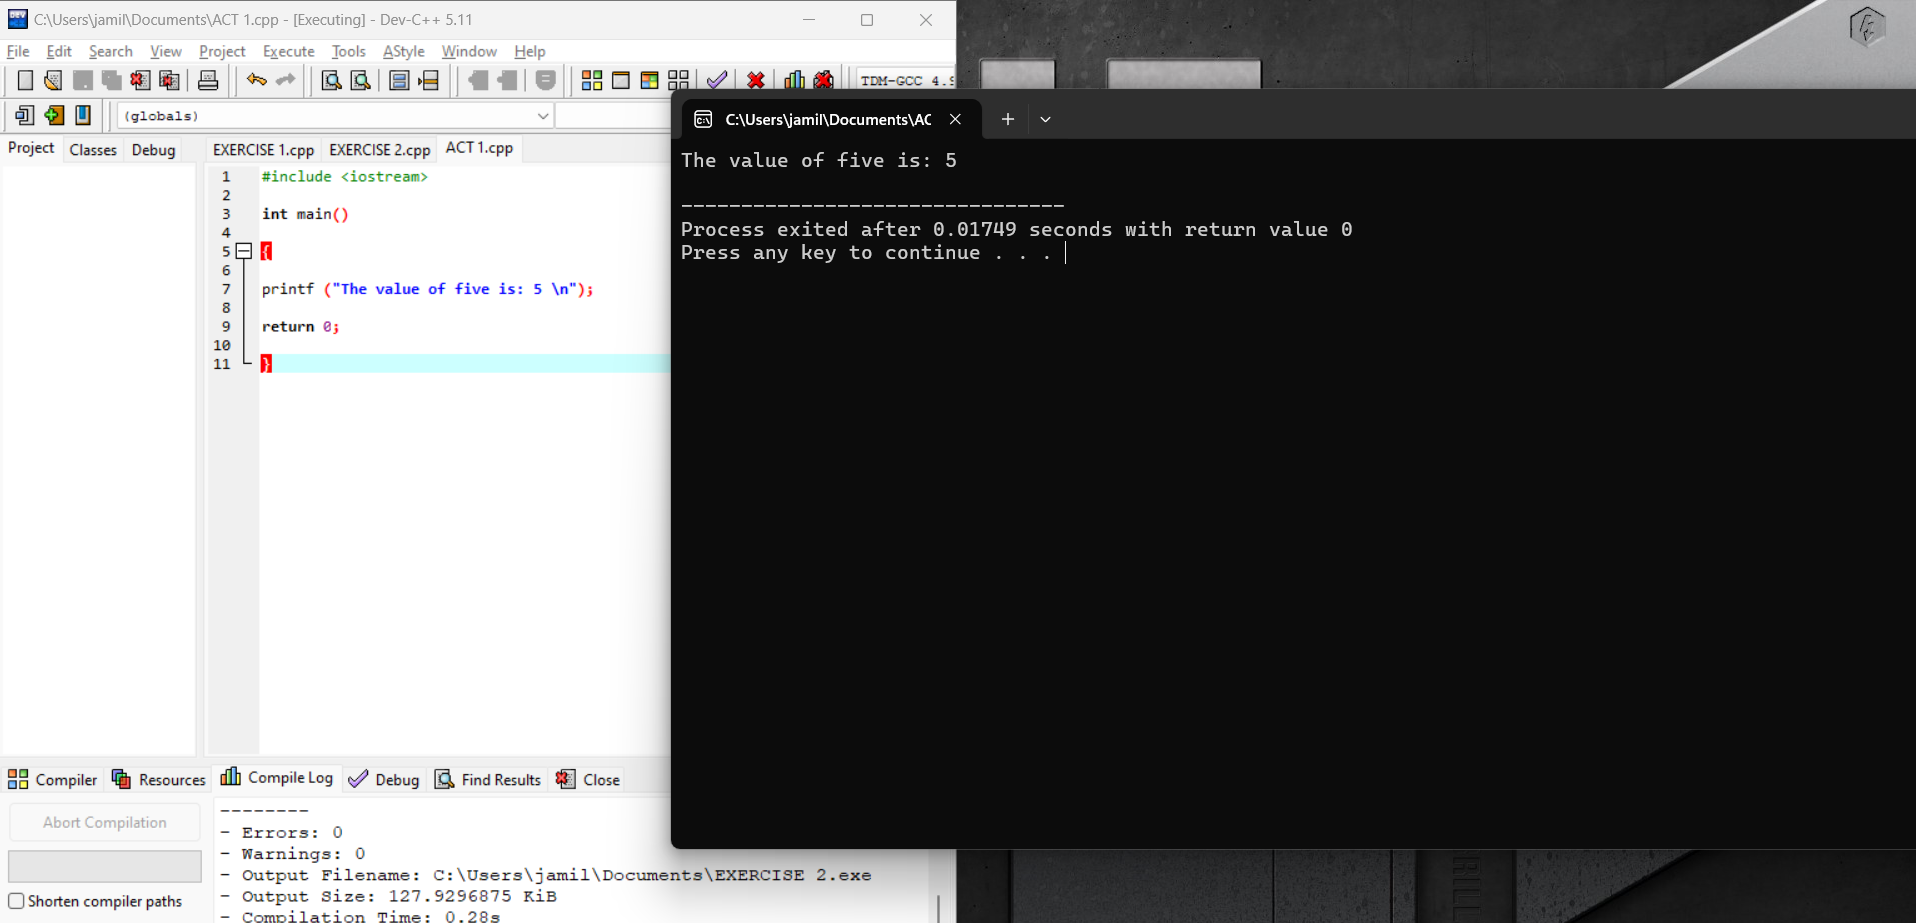 C:\Users\jamil\Documents\ACT 1.cpp - [Executing] - Dev-C++ 5.11
File Edit Search View Project Execute Tools AStyle Window Help
TDM-GCC 4.9
(globals)
Project Classes Debug
EXERCISE 1.cpp EXERCISE 2.cpp ACT 1.cpp
1 #include <iostream>
2
3 int main()
4
5 {
6
7 printf ("The value of five is: 5 \n");
8
9 return 0;
10
11 }
C:\Users\jamil\Documents\AC
The value of five is: 5
--------------------------------
Process exited after 0.01749 seconds with return value 0
Press any key to continue . . .
Compiler Resources Compile Log Debug Find Results Close
Abort Compilation
Shorten compiler paths
--------
- Errors: 0
- Warnings: 0
- Output Filename: C:\Users\jamil\Documents\EXERCISE 2.exe
- Output Size: 127.9296875 KiB
- Compilation Time: 0.28s